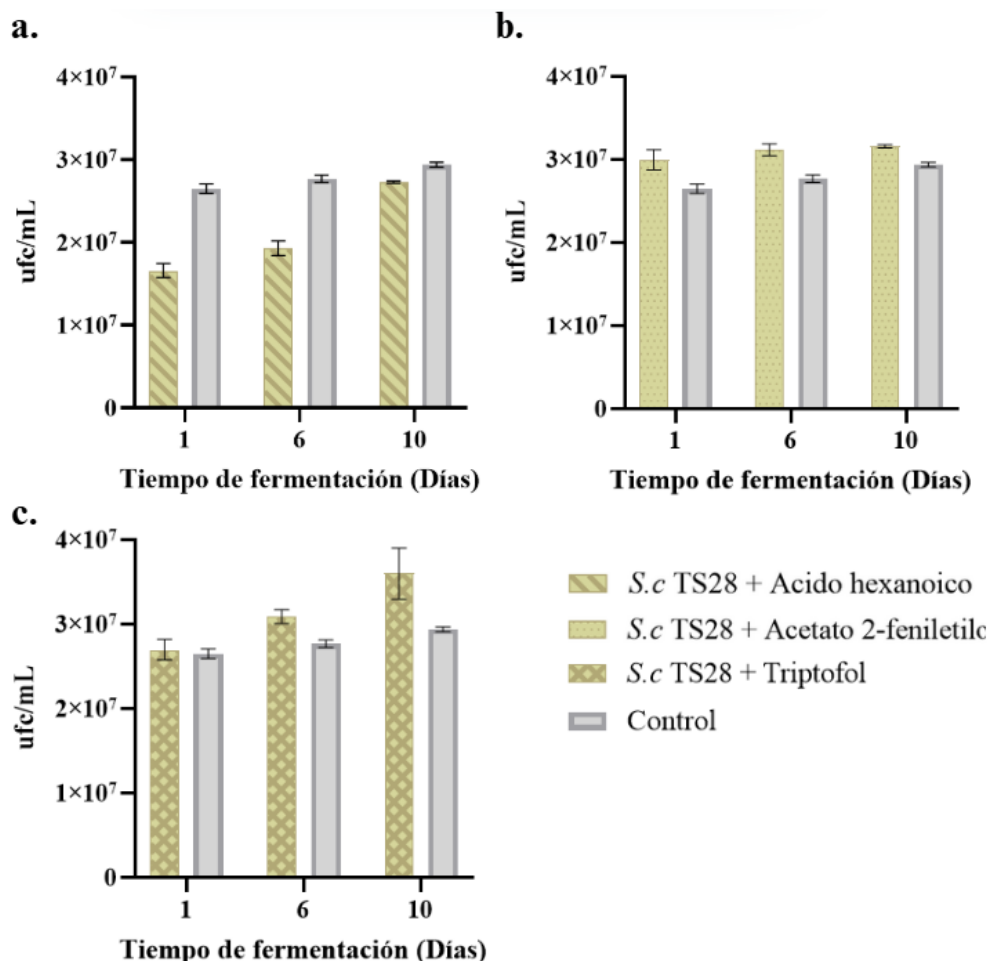 a.
4×10⁷
3×10⁷
2×10⁷
1×10⁷
0
ufc/mL
1 6 10
Tiempo de fermentación (Días)
b.
4×10⁷
3×10⁷
2×10⁷
1×10⁷
0
ufc/mL
1 6 10
Tiempo de fermentación (Días)
c.
4×10⁷
3×10⁷
2×10⁷
1×10⁷
0
ufc/mL
1 6 10
Tiempo de fermentación (Días)
S.c TS28 + Acido hexanoico
S.c TS28 + Acetato 2-feniletilo
S.c TS28 + Triptofol
Control